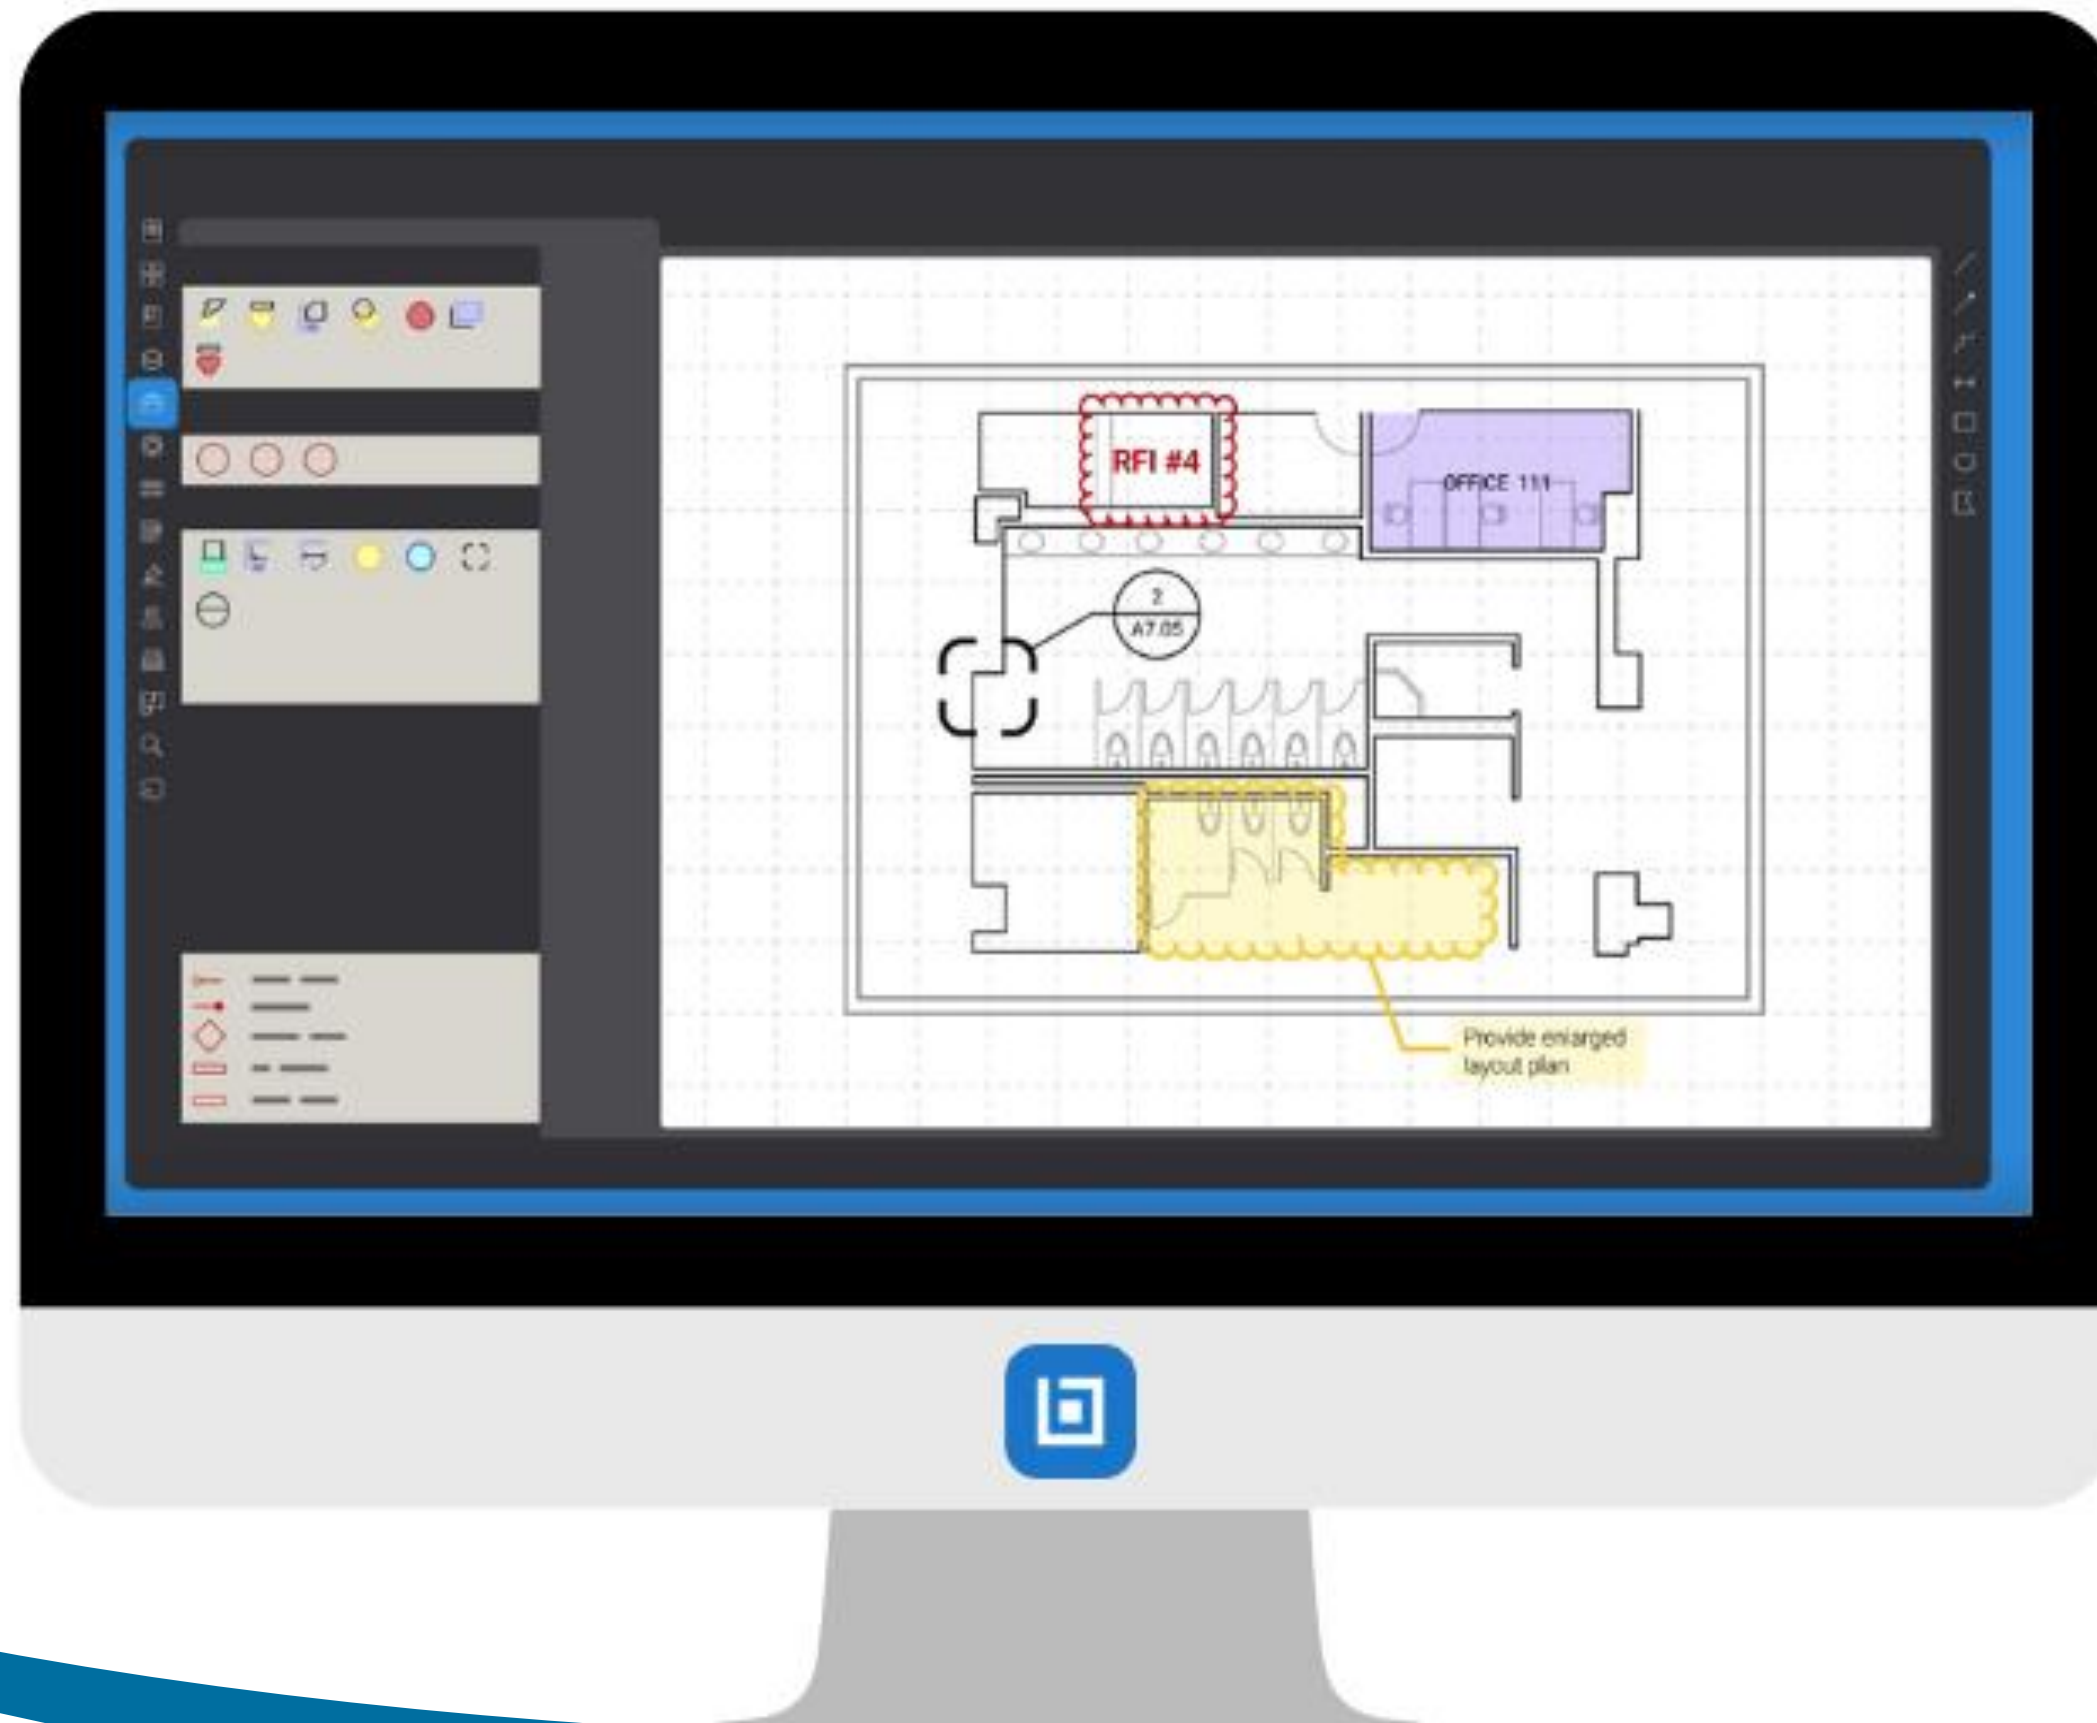 RFI #4
OFFICE 111
2
A7.05
Provide enlarged
layout plan